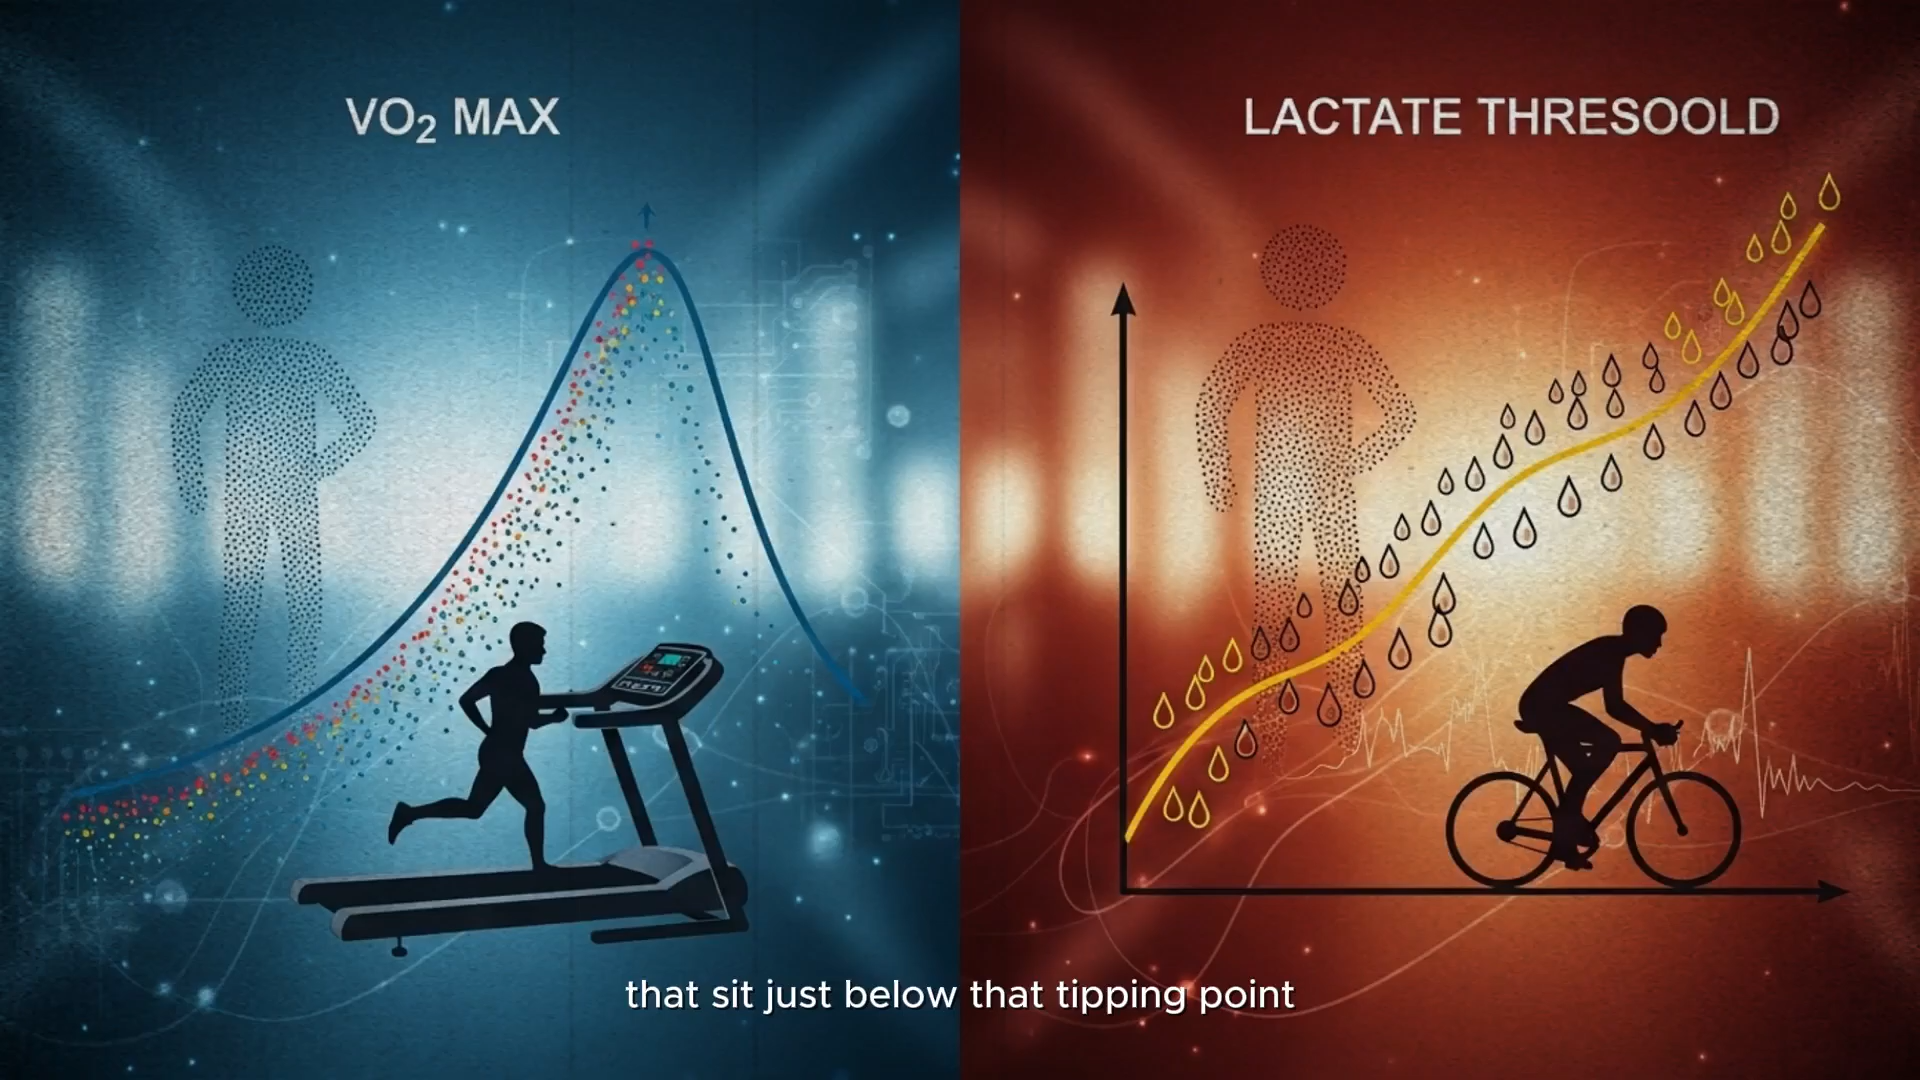 VO₂ MAX
LACTATE THRESOOLD
that sit just below that tipping point